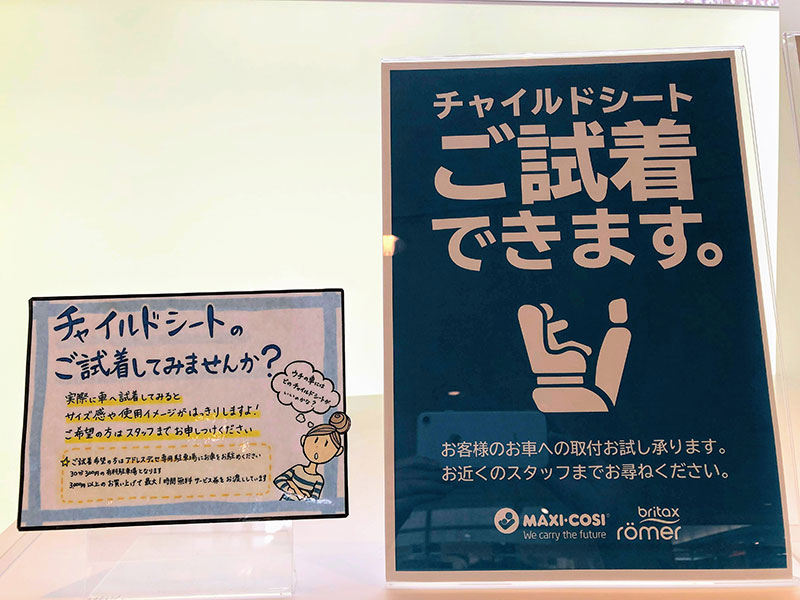 チャイルドシートの
ご試着してみませんか?
ウチの車には
どのチャイルドシートが
いいのかな?
実際に車へ試着してみると
サイズ感や使用イメージがはっきりしますよ!
ご希望の方はスタッフまでお申しつけください
☆ご試着希望の方はアドレスディセ専用駐車場にお車をお駐めください
30分300円の有料駐車場となります
3,000円以上のお買い上げで最大1時間無料サービス券をお渡ししています
チャイルドシート
ご試着
できます。
お客様のお車への取付お試し承ります。
お近くのスタッフまでお尋ねください。
MAXI·COSI®
We carry the future
britax
römer